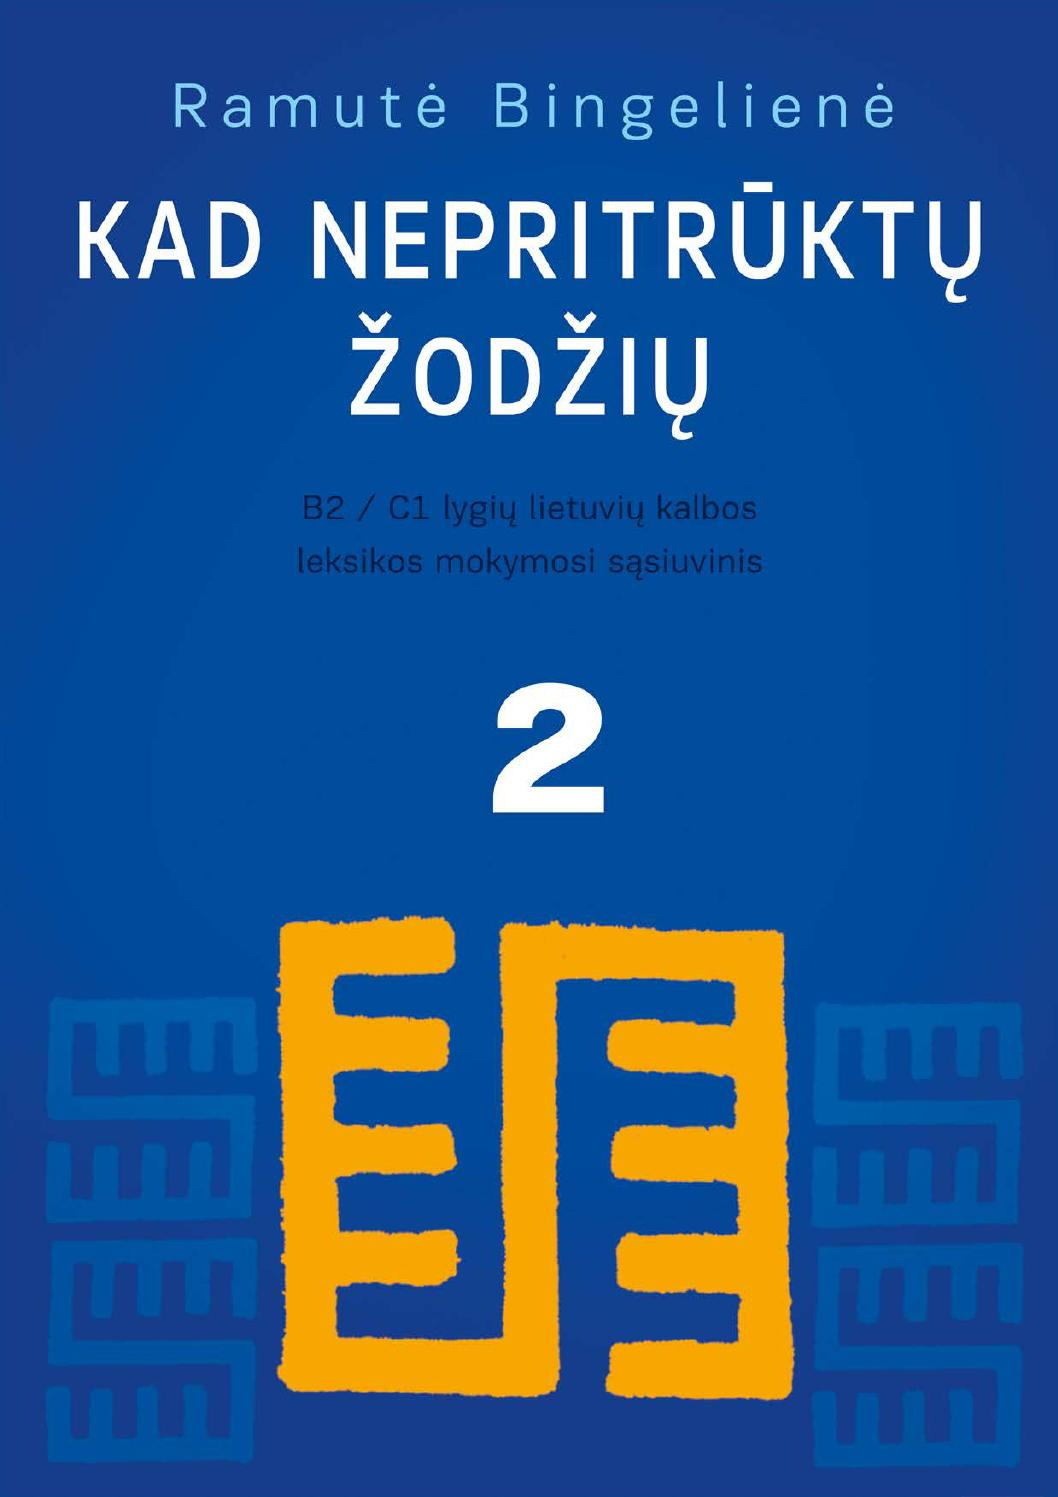 Ramutė Bingelienė
KAD NEPRITRŪKTŲ
ŽODŽIŲ
B2 / C1 lygių lietuvių kalbos
leksikos mokymosi sąsiuvinis
2